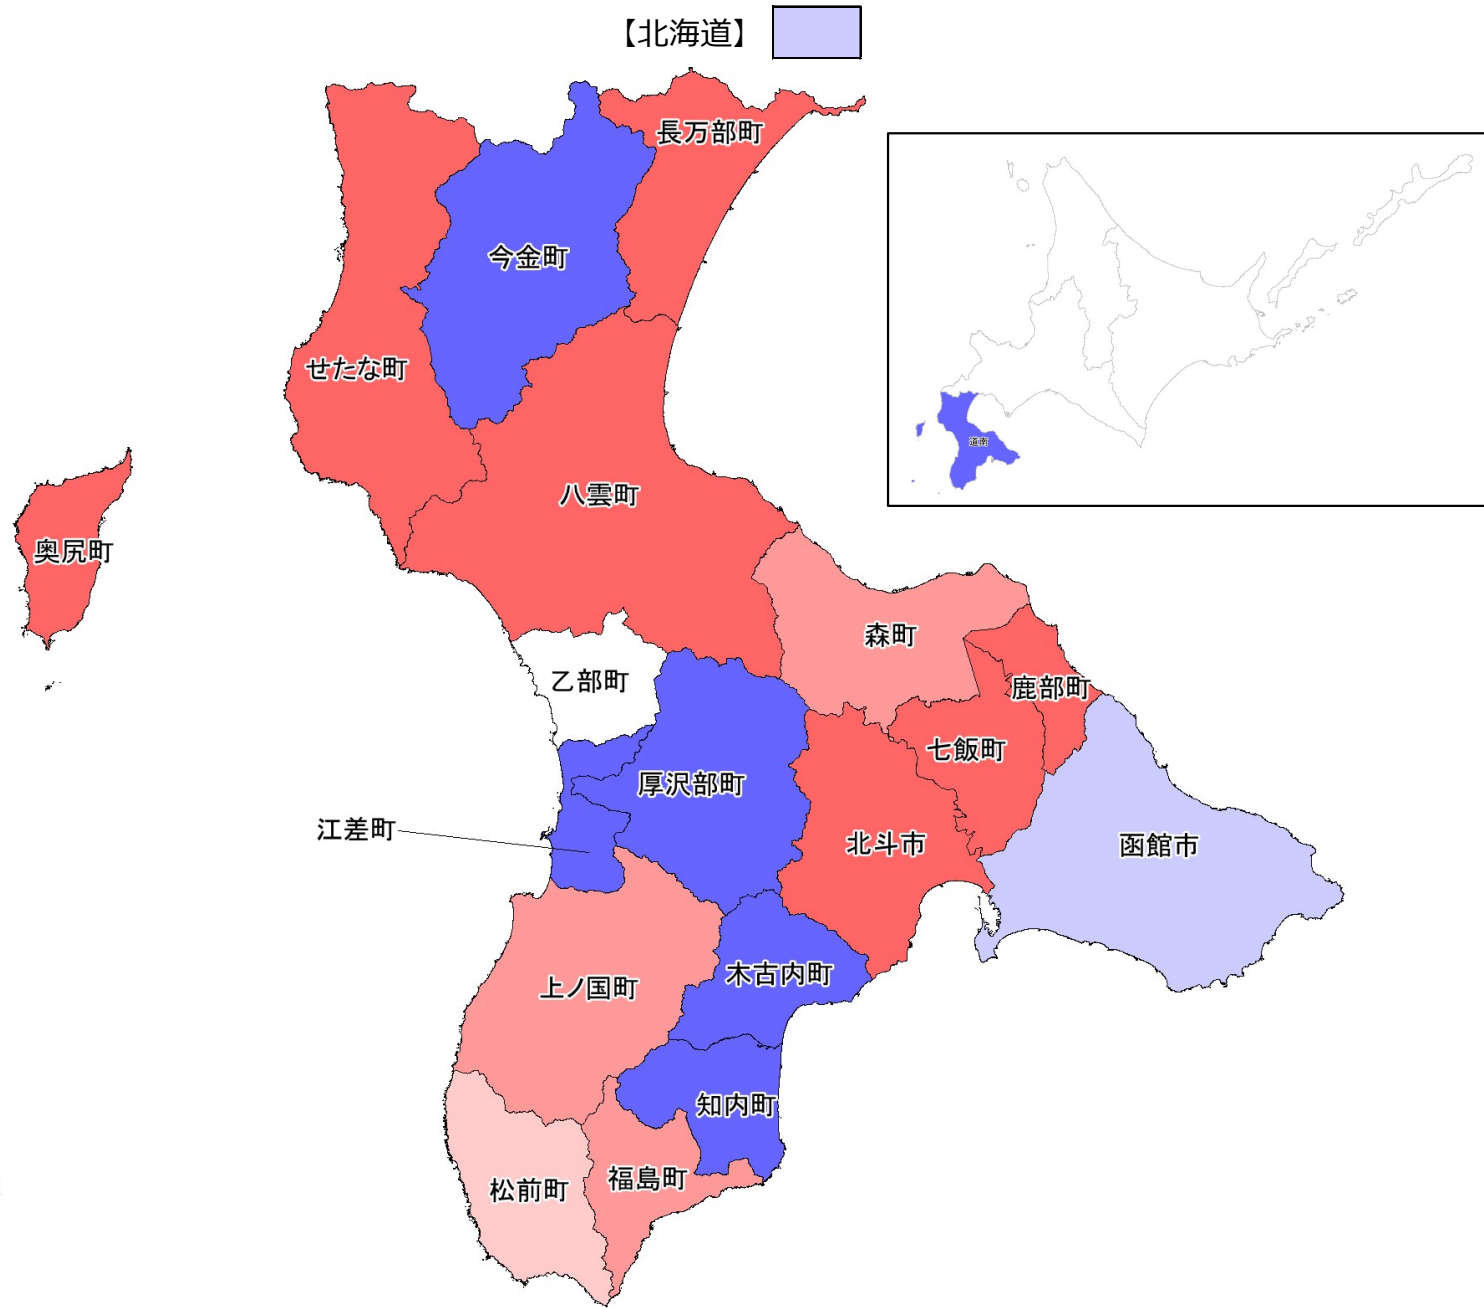 【北海道】
長万部町
今金町
せたな町
八雲町
奥尻町
道南
森町
乙部町
鹿部町
七飯町
厚沢部町
江差町
北斗市
函館市
木古内町
上ノ国町
知内町
福島町
松前町